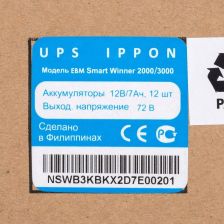 UPS IPPON
Модель EBM Smart Winner 2000/3000
Аккумуляторы 12В/7Ач, 12 шт
Выход. напряжение 72 В
Сделано
в Филиппинах
CE
NSWB3KBKX2D7E00201